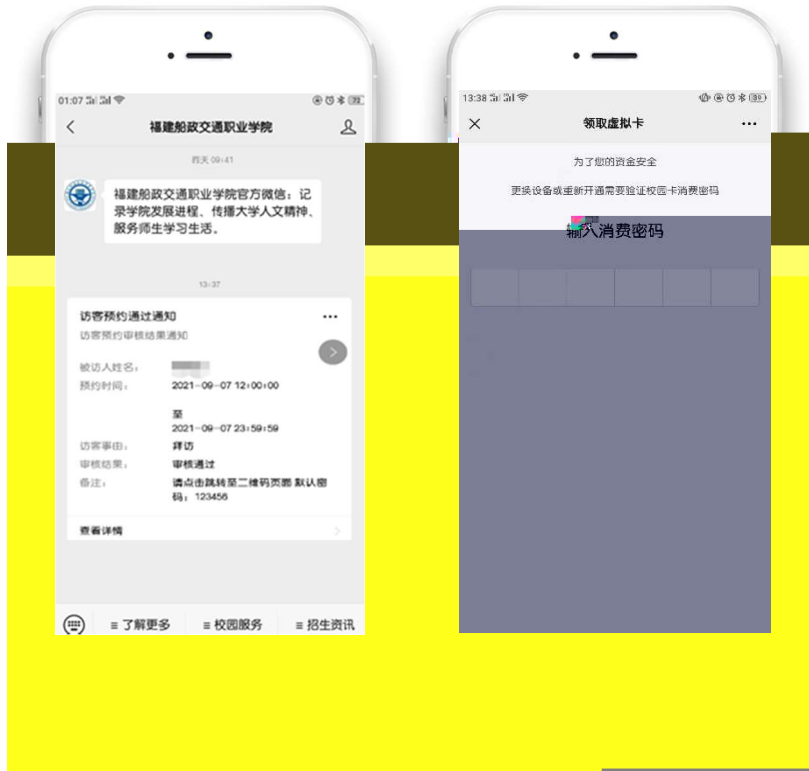 01:07
72
福建船政交通职业学院
昨天 09:41
福建船政交通职业学院官方微信：记
录学院发展进程、传播大学人文精神、
服务师生学习生活。
13:37
访客预约通过通知
访客预约审核结果通知
被访人姓名：
预约时间： 2021-09-07 12:00:00
至
2021-09-07 23:59:59
访客事由： 拜访
审核结果： 审核通过
备注： 请点击跳转至二维码页面 默认密
码：123456
查看详情
了解更多 校园服务 招生资讯
13:38
89
领取虚拟卡
为了您的资金安全
更换设备或重新开通需要验证校园卡消费密码
输入消费密码